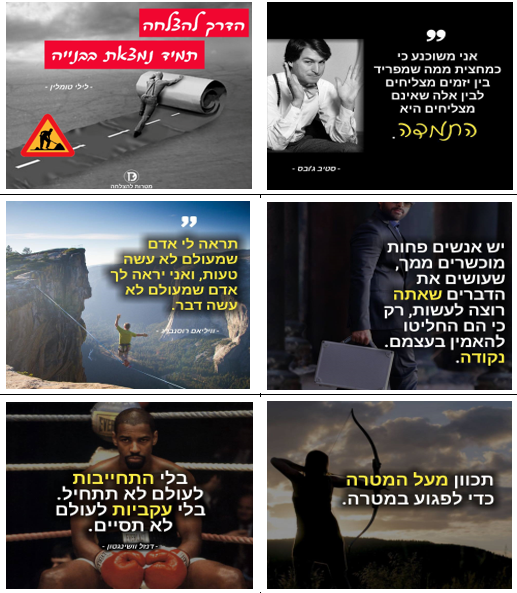 הדרך להצלחה
תמיד נמצאת בבנייה
- לילי טומלין -
מטרות להצלחה
"
אני משוכנע כי
כמחצית ממה שמפריד
בין יזמים מצליחים
לבין אלה שאינם
מצליחים היא
התמדה.
- סטיב ג'ובס -
"
תראה לי אדם
שמעולם לא עשה
טעות, ואני יראה לך
אדם שמעולם לא
עשה דבר.
- וויליאם רוזנברג -
יש אנשים פחות
מוכשרים ממך,
שעושים את
הדברים שאתה
רוצה לעשות, רק
כי הם החליטו
להאמין בעצמם.
נקודה.
EVER
בלי התחייבות
לעולם לא תתחיל.
בלי עקביות לעולם
לא תסיים.
- דנזל וושינגטון -
תכוון מעל המטרה
כדי לפגוע במטרה.